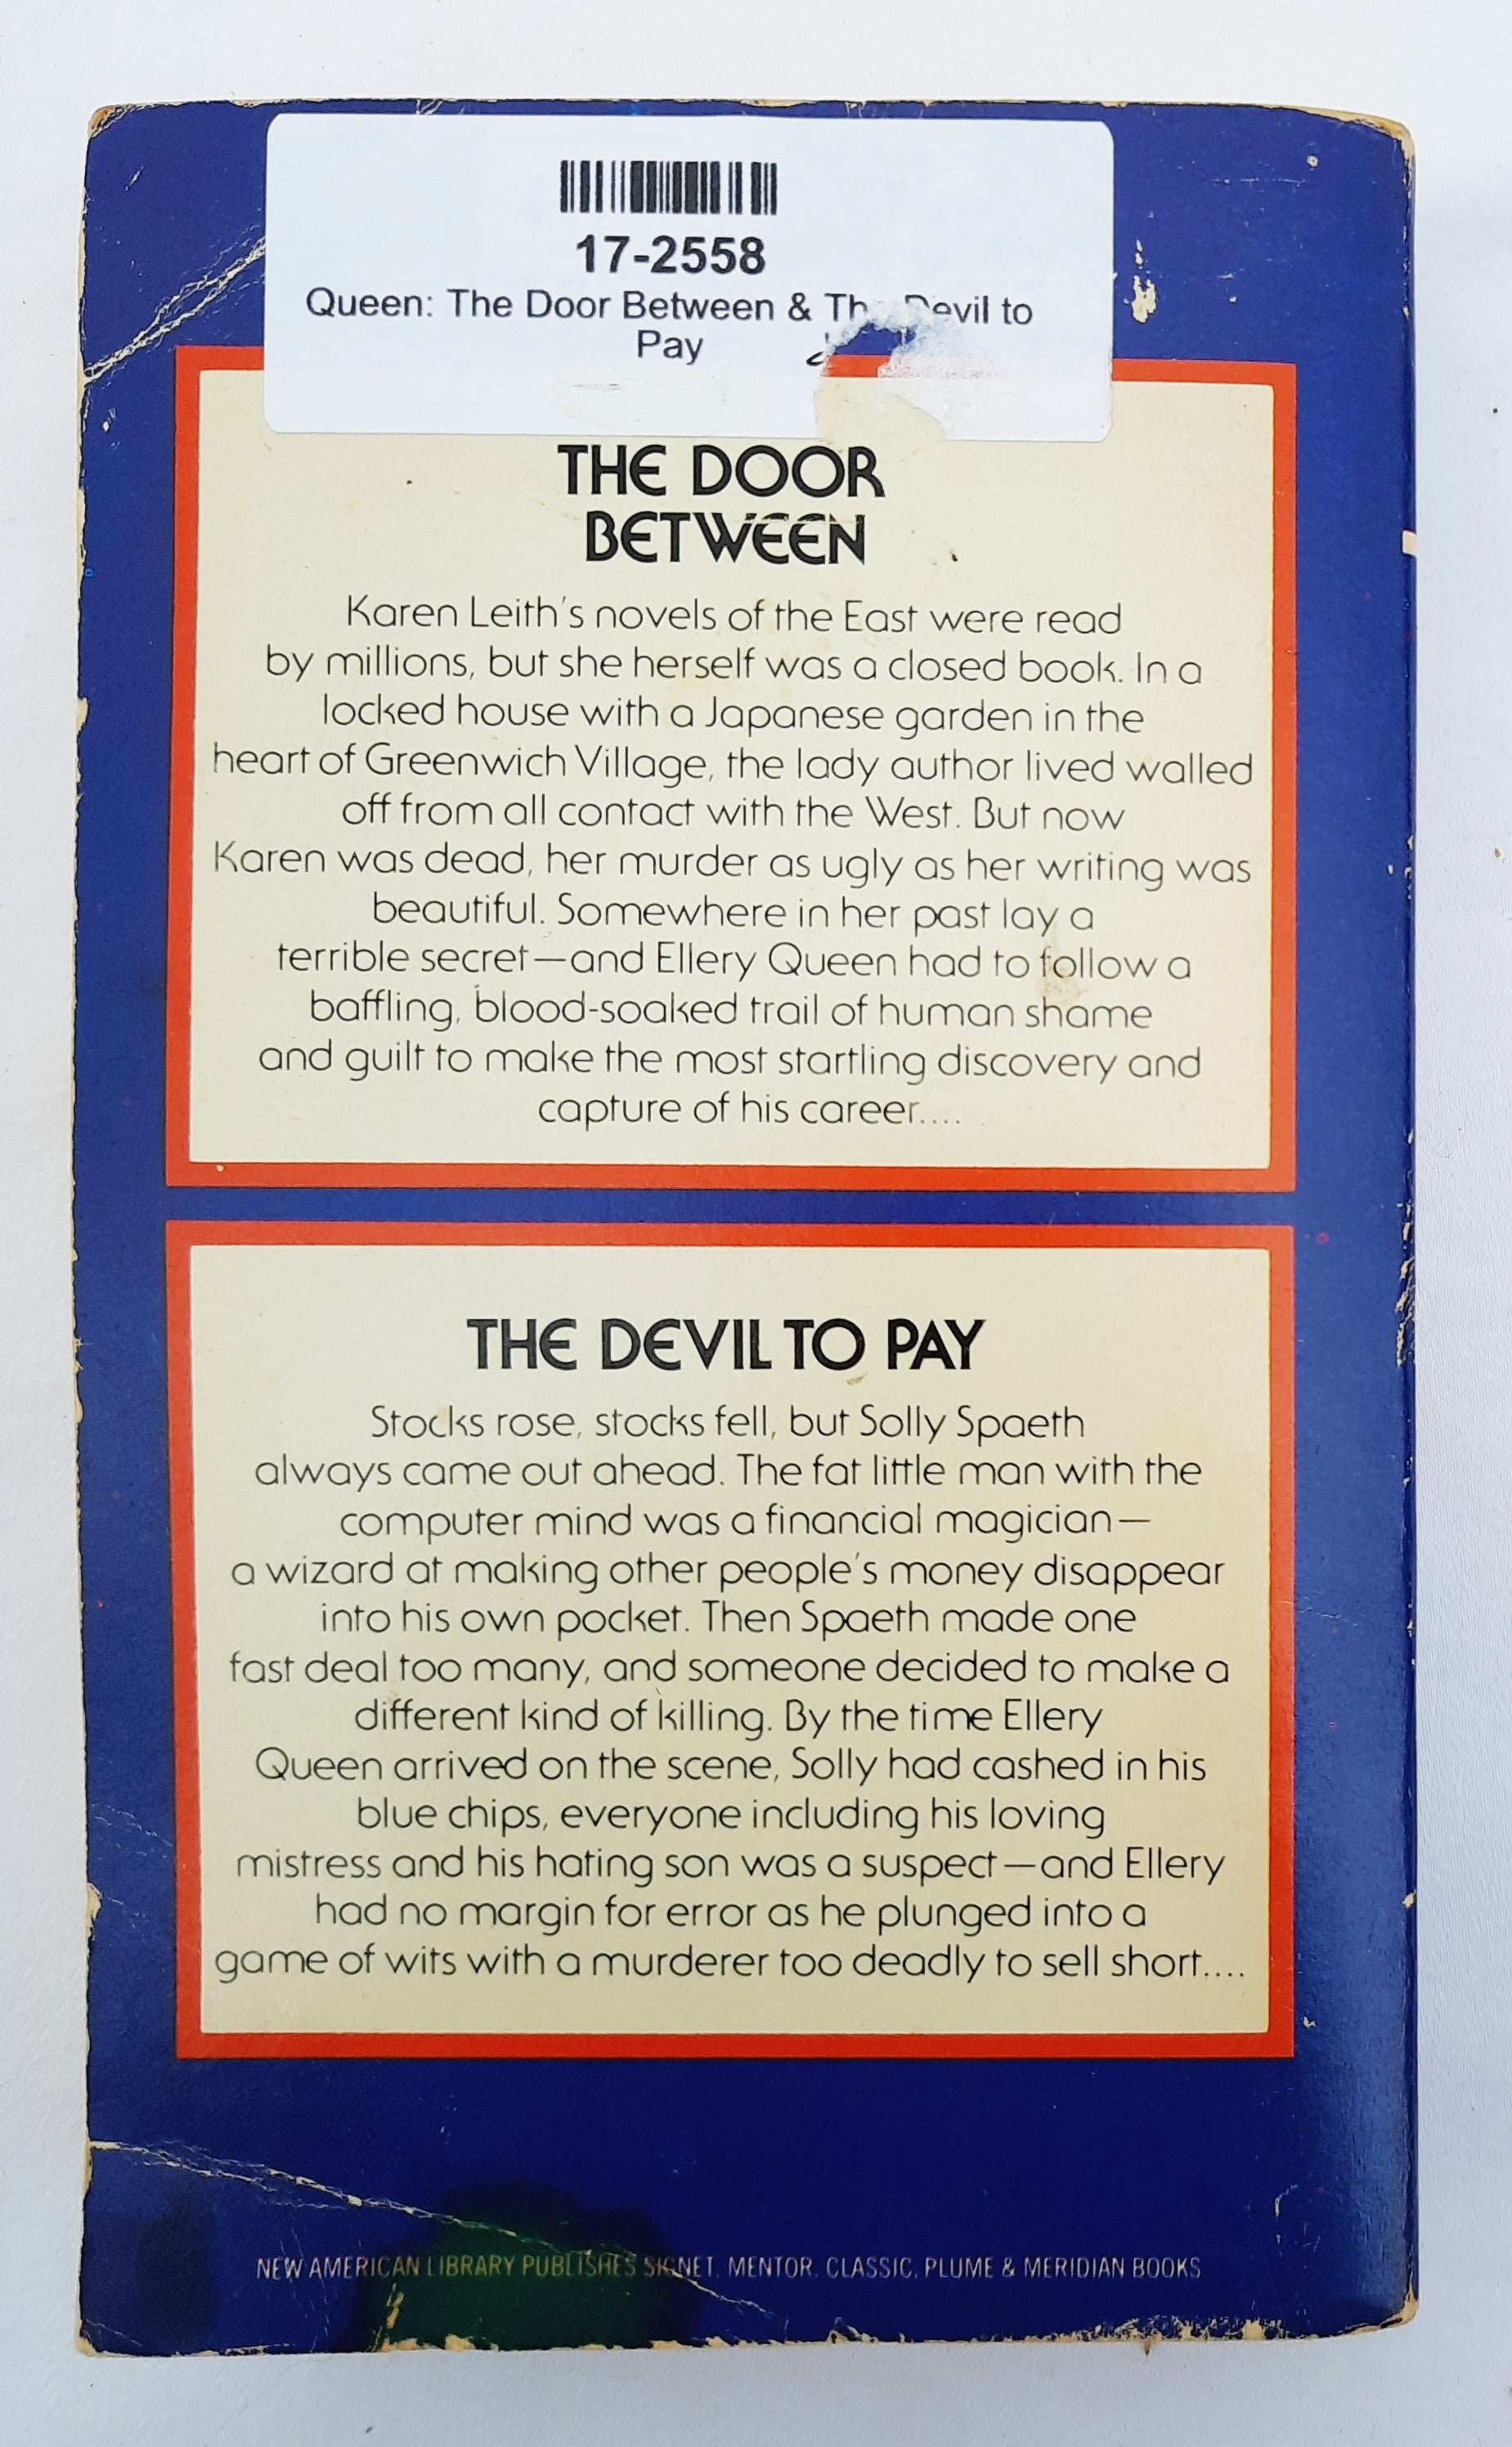 17-2558
Queen: The Door Between & Devil to
Pay
THE DOOR
BETWEEN
Karen Leith's novels of the East were read
by millions, but she herself was a closed book. In a
locked house with a Japanese garden in the
heart of Greenwich Village, the lady author lived walled
off from all contact with the West. But now
Karen was dead, her murder as ugly as her writing was
beautiful. Somewhere in her past lay a
terrible secret—and Ellery Queen had to follow a
baffling, blood-soaked trail of human shame
and guilt to make the most startling discovery and
capture of his career....
THE DEVIL TO PAY
Stocks rose, stocks fell, but Solly Spaeth
always came out ahead. The fat little man with the
computer mind was a financial magician—
a wizard at making other people's money disappear
into his own pocket. Then Spaeth made one
fast deal too many, and someone decided to make a
different kind of killing. By the time Ellery
Queen arrived on the scene, Solly had cashed in his
blue chips, everyone including his loving
mistress and his hating son was a suspect—and Ellery
had no margin for error as he plunged into a
game of wits with a murderer too deadly to sell short....
NEW AMERICAN LIBRARY PUBLISHES SIGNET, MENTOR, CLASSIC, PLUME & MERIDIAN BOOKS